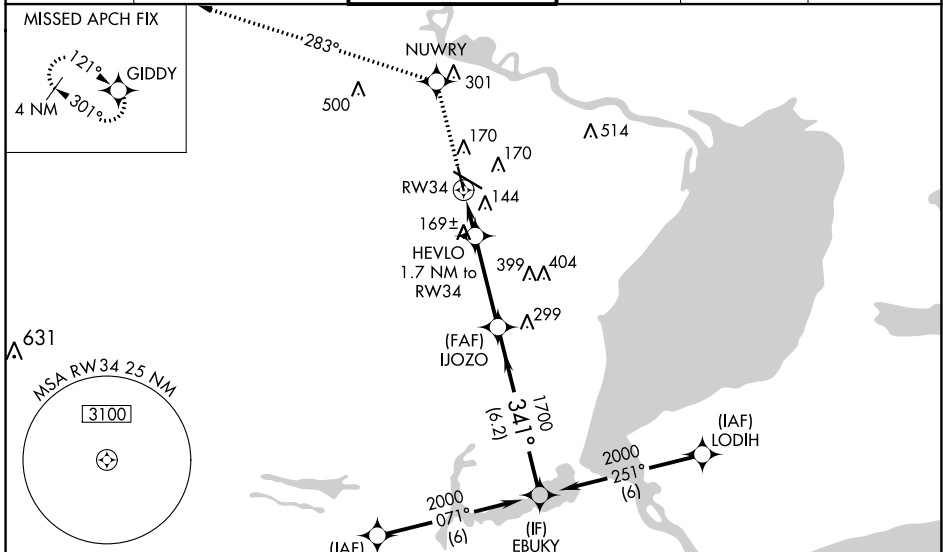 MISSED APCH FIX
121°
GIDDY
4 NM
301°
283°
NUWRY
301
500
514
170
170
RW34
144
169±
HEVLO
1.7 NM to
RW34
399
404
299
(FAF)
IJOZO
631
MSA RW34 25 NM
3100
1700
341°
(6.2)
(IAF)
LODIH
2000
251°
(6)
2000
071°
(6)
(IAF)
(IF)
EBUKY